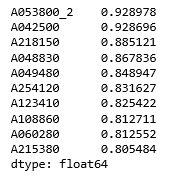 A053800_2 0.928978
A042500 0.928696
A218150 0.885121
A048830 0.867836
A049480 0.848947
A254120 0.831627
A123410 0.825422
A108860 0.812711
A060280 0.812552
A215380 0.805484
dtype: float64